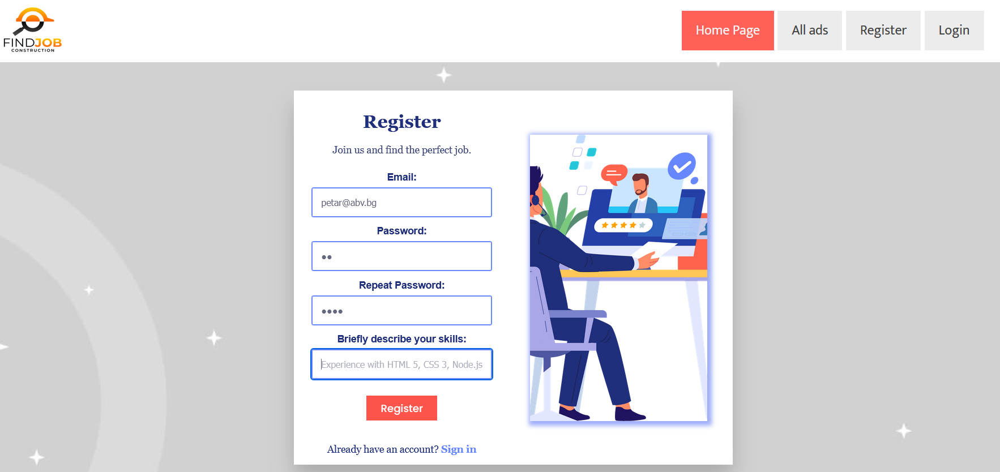 FINDJOB
CONSTRUCTION
Home Page
All ads
Register
Login
Register
Join us and find the perfect job.
Email:
petar@abv.bg
Password:
••
Repeat Password:
••••
Briefly describe your skills:
Experience with HTML 5, CSS 3, Node.js
Register
Already have an account? Sign in